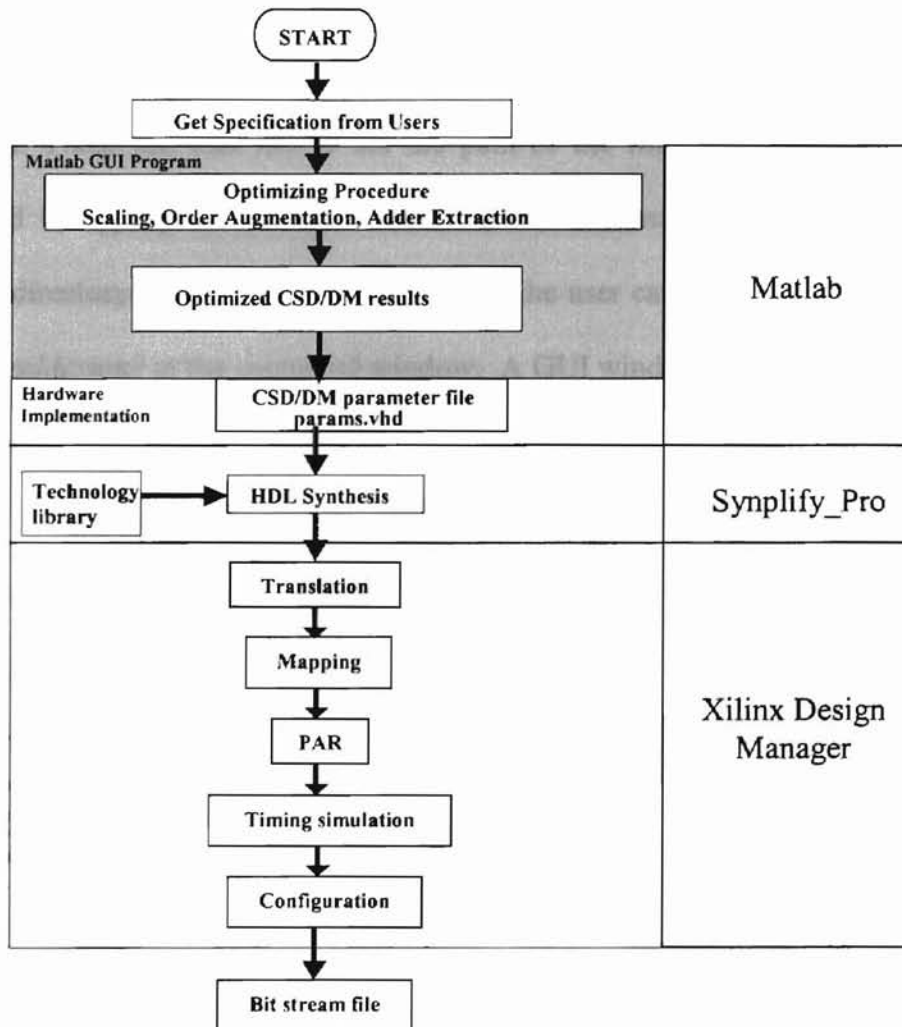 START
Get Specification from Users
Matlab GUI Program
Optimizing Procedure
Scaling, Order Augmentation, Adder Extraction
Optimized CSD/DM results
Matlab
Hardware
Implementation
CSD/DM parameter file
params.vhd
Technology
library
HDL Synthesis
Synplify_Pro
Translation
Mapping
PAR
Timing simulation
Configuration
Xilinx Design
Manager
Bit stream file